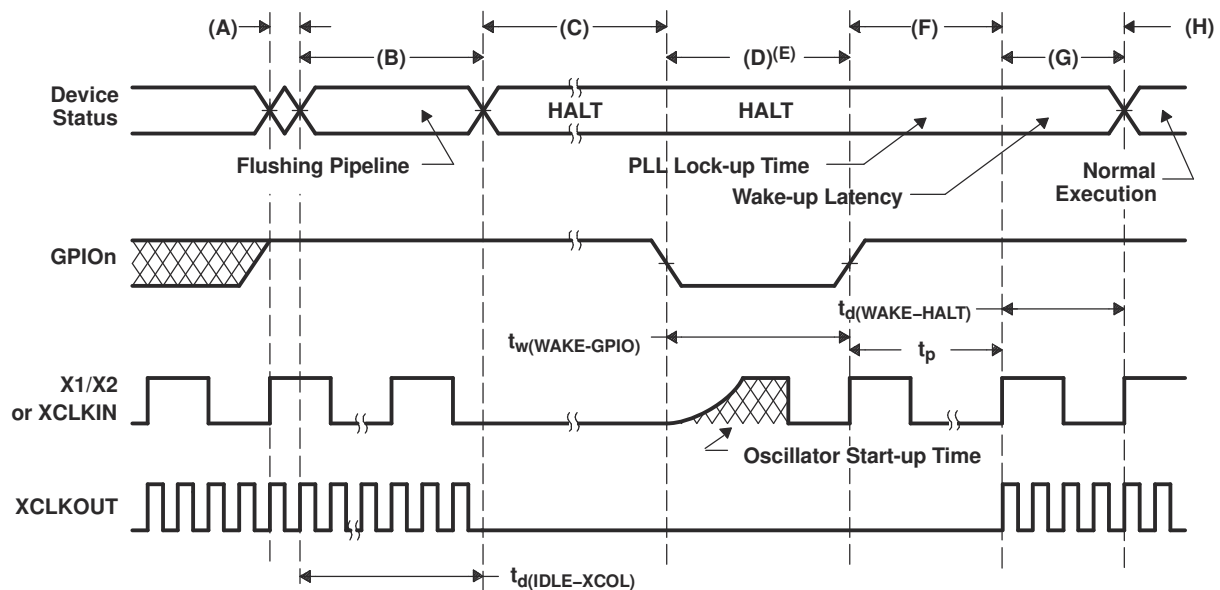 (A)
(C)
(F)
(H)
(B)
(D)(E)
(G)
Device
Status
HALT
HALT
Flushing Pipeline
PLL Lock-up Time
Wake-up Latency
Normal
Execution
GPIOn
td(WAKE−HALT)
tw(WAKE-GPIO)
tp
X1/X2
or XCLKIN
Oscillator Start-up Time
XCLKOUT
td(IDLE−XCOL)